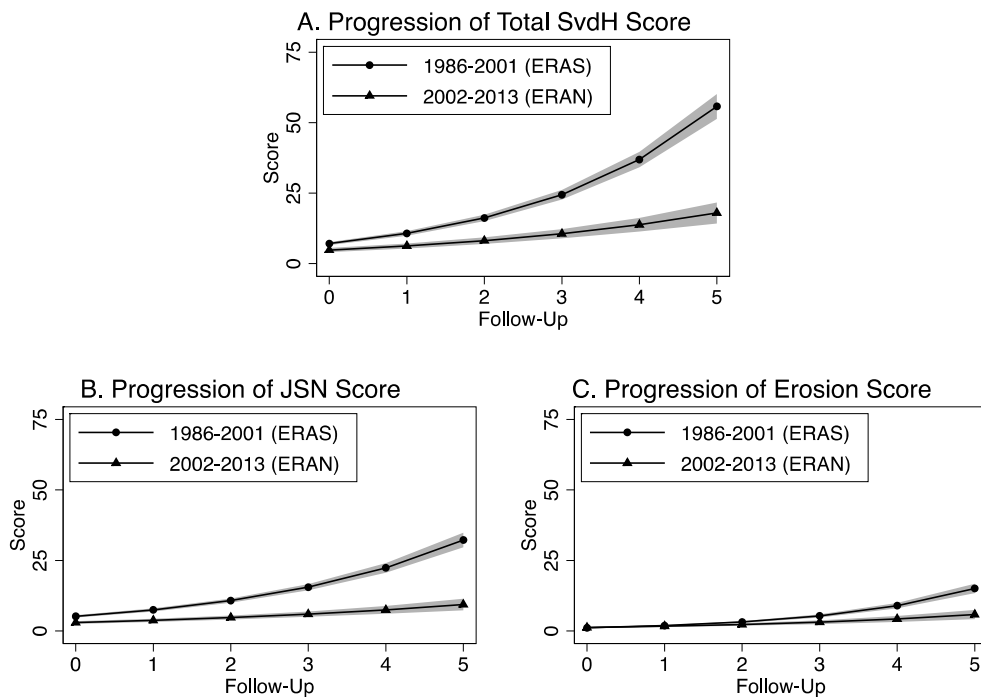 A. Progression of Total SvdH Score
1986-2001 (ERAS)
2002-2013 (ERAN)
Score
75
50
25
0
0 1 2 3 4 5
Follow-Up
B. Progression of JSN Score
1986-2001 (ERAS)
2002-2013 (ERAN)
Score
75
50
25
0
0 1 2 3 4 5
Follow-Up
C. Progression of Erosion Score
1986-2001 (ERAS)
2002-2013 (ERAN)
Score
75
50
25
0
0 1 2 3 4 5
Follow-Up